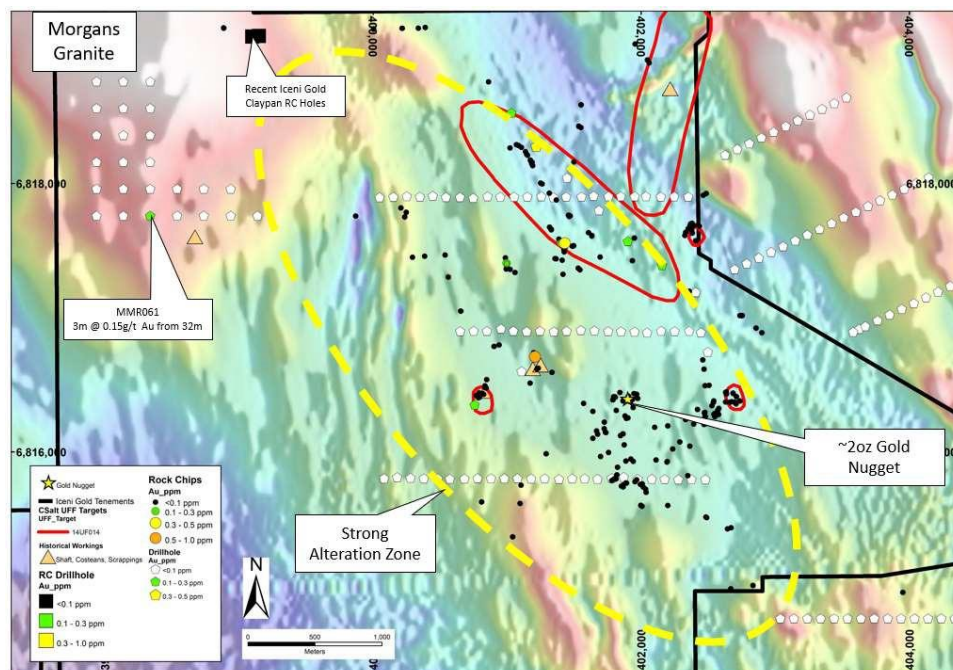 Morgans
Granite
400,000
402,000
404,000
Recent Iceni Gold
Claypan RC Holes
6,818,000
6,818,000
MMR061
3m @ 0.15g/t Au from 32m
~2oz Gold
Nugget
6,816,000
6,816,000
Strong
Alteration Zone
Gold Nugget
Iceni Gold Tenements
CSalt UFF Targets
UFF_Target
14UF014
Historical Workings
Shaft, Costeans, Scrappings
RC Drillhole
Au_ppm
<0.1 ppm
0.1 - 0.3 ppm
0.3 - 1.0 ppm
Rock Chips
Au_ppm
<0.1 ppm
0.1 - 0.3 ppm
0.3 - 0.5 ppm
0.5 - 1.0 ppm
Drillhole
Au_ppm
<0.1 ppm
0.1 - 0.3 ppm
0.3 - 0.5 ppm
N
0 500 1,000
Meters
402,000
404,000